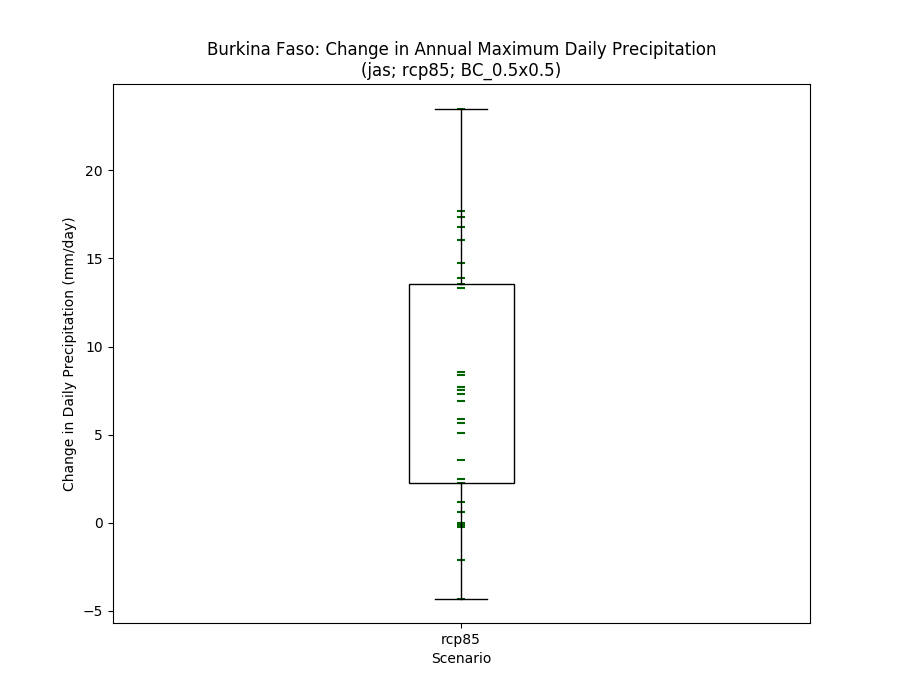 Burkina Faso: Change in Annual Maximum Daily Precipitation
(jas; rcp85; BC_0.5x0.5)
Change in Daily Precipitation (mm/day)
20
15
10
5
0
−5
rcp85
Scenario